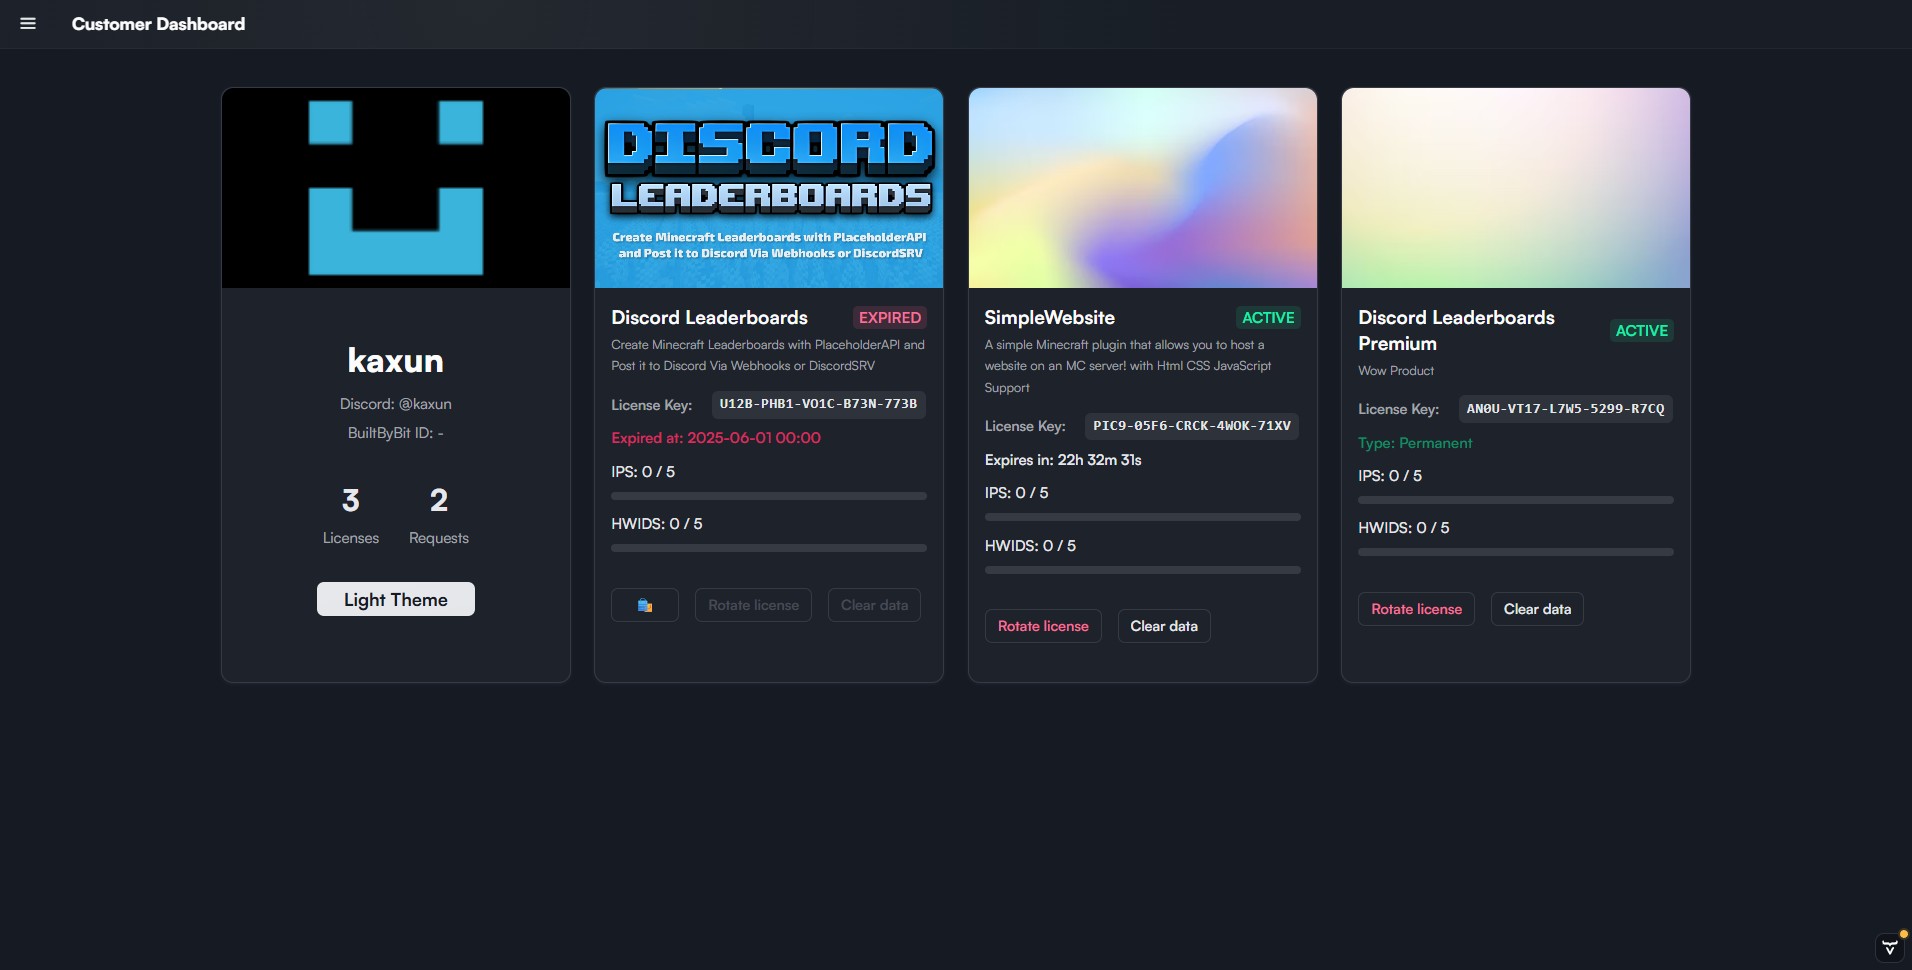 Customer Dashboard
kaxun
Discord: @kaxun
BuiltByBit ID: -
3
2
Licenses
Requests
Light Theme
DISCORD
LEADERBOARDS
Create Minecraft Leaderboards with PlaceholderAPI
and Post it to Discord Via Webhooks or DiscordSRV
Discord Leaderboards
EXPIRED
Create Minecraft Leaderboards with PlaceholderAPI and
Post it to Discord Via Webhooks or DiscordSRV
License Key: U12B-PHB1-VO1C-B73N-773B
Expired at: 2025-06-01 00:00
IPS: 0 / 5
HWIDS: 0 / 5
Rotate license
Clear data
SimpleWebsite
ACTIVE
A simple Minecraft plugin that allows you to host a
website on an MC server! with Html CSS JavaScript
Support
License Key: PIC9-05F6-CRCK-4WOK-71XV
Expires in: 22h 32m 31s
IPS: 0 / 5
HWIDS: 0 / 5
Rotate license
Clear data
Discord Leaderboards
Premium
ACTIVE
Wow Product
License Key: AN0U-VT17-L7W5-5299-R7CQ
Type: Permanent
IPS: 0 / 5
HWIDS: 0 / 5
Rotate license
Clear data